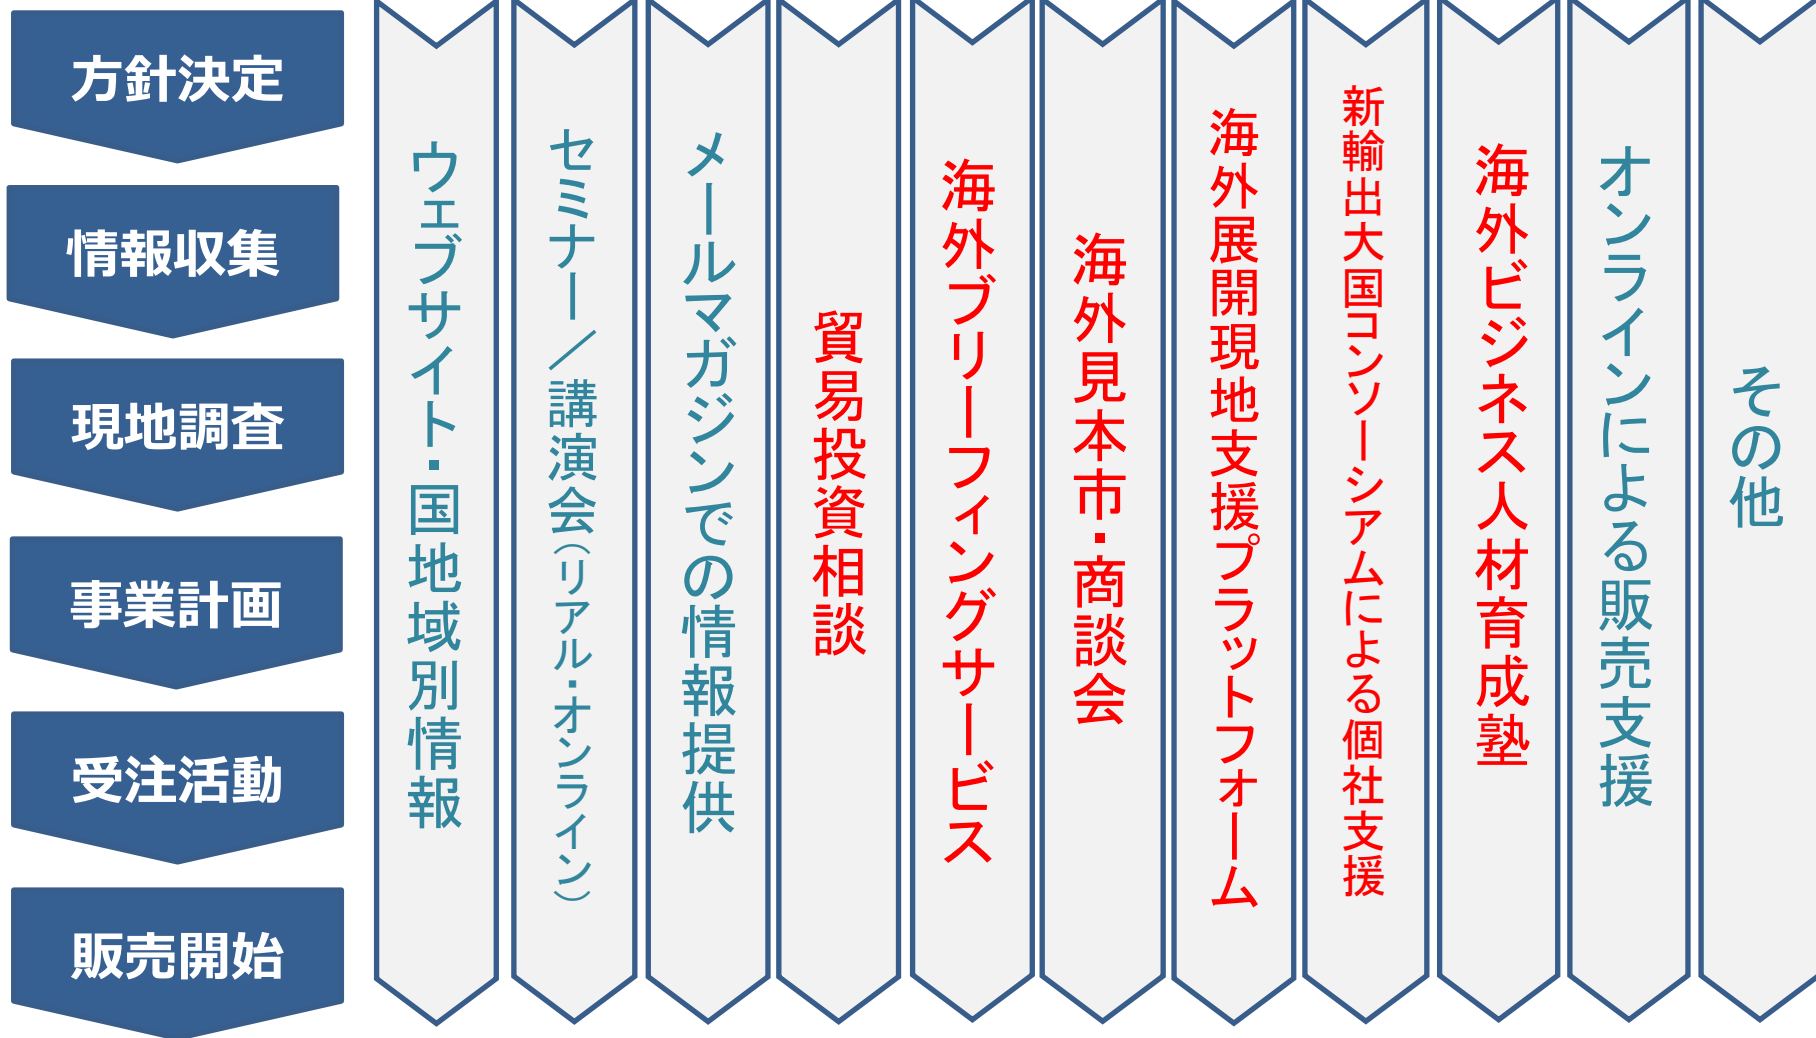 方針決定
情報収集
現地調査
事業計画
受注活動
販売開始
ウェブサイト・国地域別情報
セミナー／講演会（リアル・オンライン）
メールマガジンでの情報提供
貿易投資相談
海外ブリーフィングサービス
海外見本市・商談会
海外展開現地支援プラットフォーム
新輸出大国コンソーシアムによる個社支援
海外ビジネス人材育成塾
オンラインによる販売支援
その他